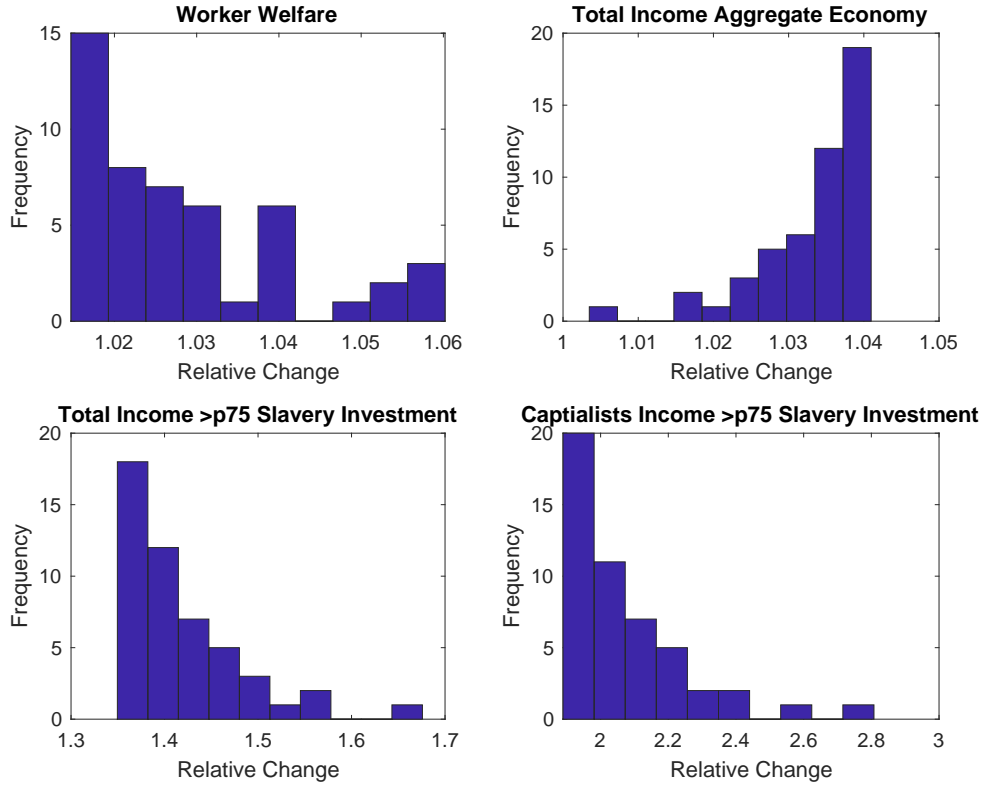 Worker Welfare
15
10
5
0
Frequency
1.02 1.03 1.04 1.05 1.06
Relative Change
Total Income Aggregate Economy
20
15
10
5
0
Frequency
1 1.01 1.02 1.03 1.04 1.05
Relative Change
Total Income >p75 Slavery Investment
20
15
10
5
0
Frequency
1.3 1.4 1.5 1.6 1.7
Relative Change
Captialists Income >p75 Slavery Investment
20
15
10
5
0
Frequency
2 2.2 2.4 2.6 2.8 3
Relative Change